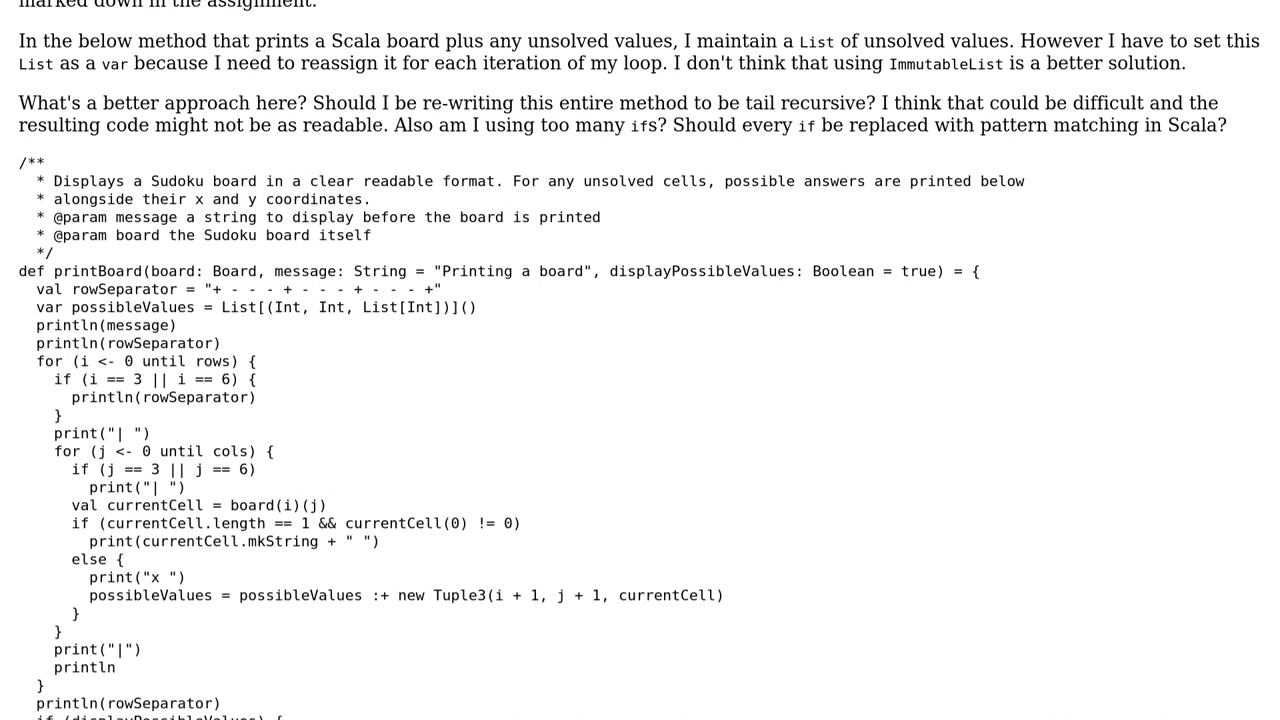 marked down in the assignment.
In the below method that prints a Scala board plus any unsolved values, I maintain a List of unsolved values. However I have to set this
List as a var because I need to reassign it for each iteration of my loop. I don't think that using ImmutableList is a better solution.
What's a better approach here? Should I be re-writing this entire method to be tail recursive? I think that could be difficult and the
resulting code might not be as readable. Also am I using too many ifs? Should every if be replaced with pattern matching in Scala?
/**
  * Displays a Sudoku board in a clear readable format. For any unsolved cells, possible answers are printed below
  * alongside their x and y coordinates.
  * @param message a string to display before the board is printed
  * @param board the Sudoku board itself
  */
def printBoard(board: Board, message: String = "Printing a board", displayPossibleValues: Boolean = true) = {
  val rowSeparator = "+ - - - + - - - + - - - +"
  var possibleValues = List[(Int, Int, List[Int])]()
  println(message)
  println(rowSeparator)
  for (i <- 0 until rows) {
    if (i == 3 || i == 6) {
      println(rowSeparator)
    }
    print("| ")
    for (j <- 0 until cols) {
      if (j == 3 || j == 6)
        print("| ")
      val currentCell = board(i)(j)
      if (currentCell.length == 1 && currentCell(0) != 0)
        print(currentCell.mkString + " ")
      else {
        print("x ")
        possibleValues = possibleValues :+ new Tuple3(i + 1, j + 1, currentCell)
      }
    }
    print("|")
    println
  }
  println(rowSeparator)
  if (displayPossibleValues) {